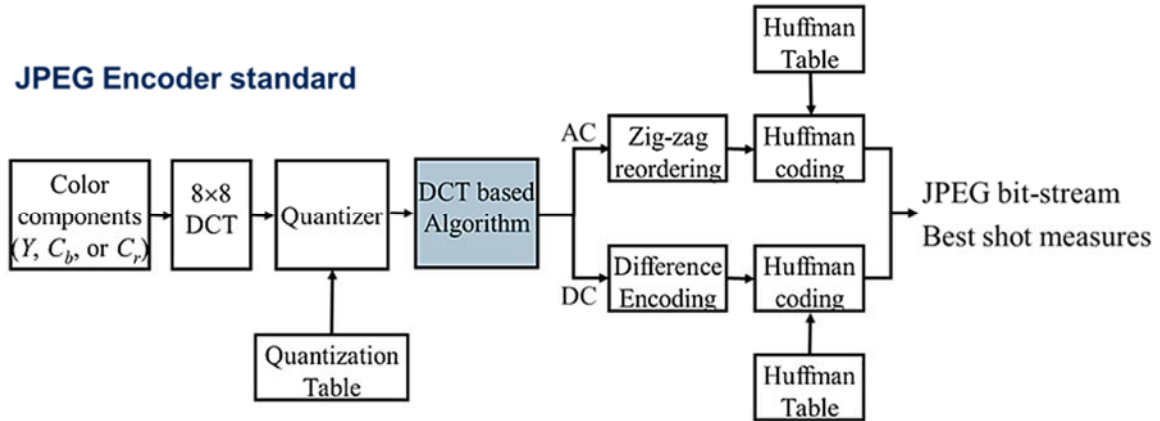 JPEG Encoder standard
Huffman
Table
AC
Zig-zag
reordering
Huffman
coding
Color
components
(Y, Cb, or Cr)
8×8
DCT
Quantizer
DCT based
Algorithm
JPEG bit-stream
Best shot measures
DC
Difference
Encoding
Huffman
coding
Quantization
Table
Huffman
Table